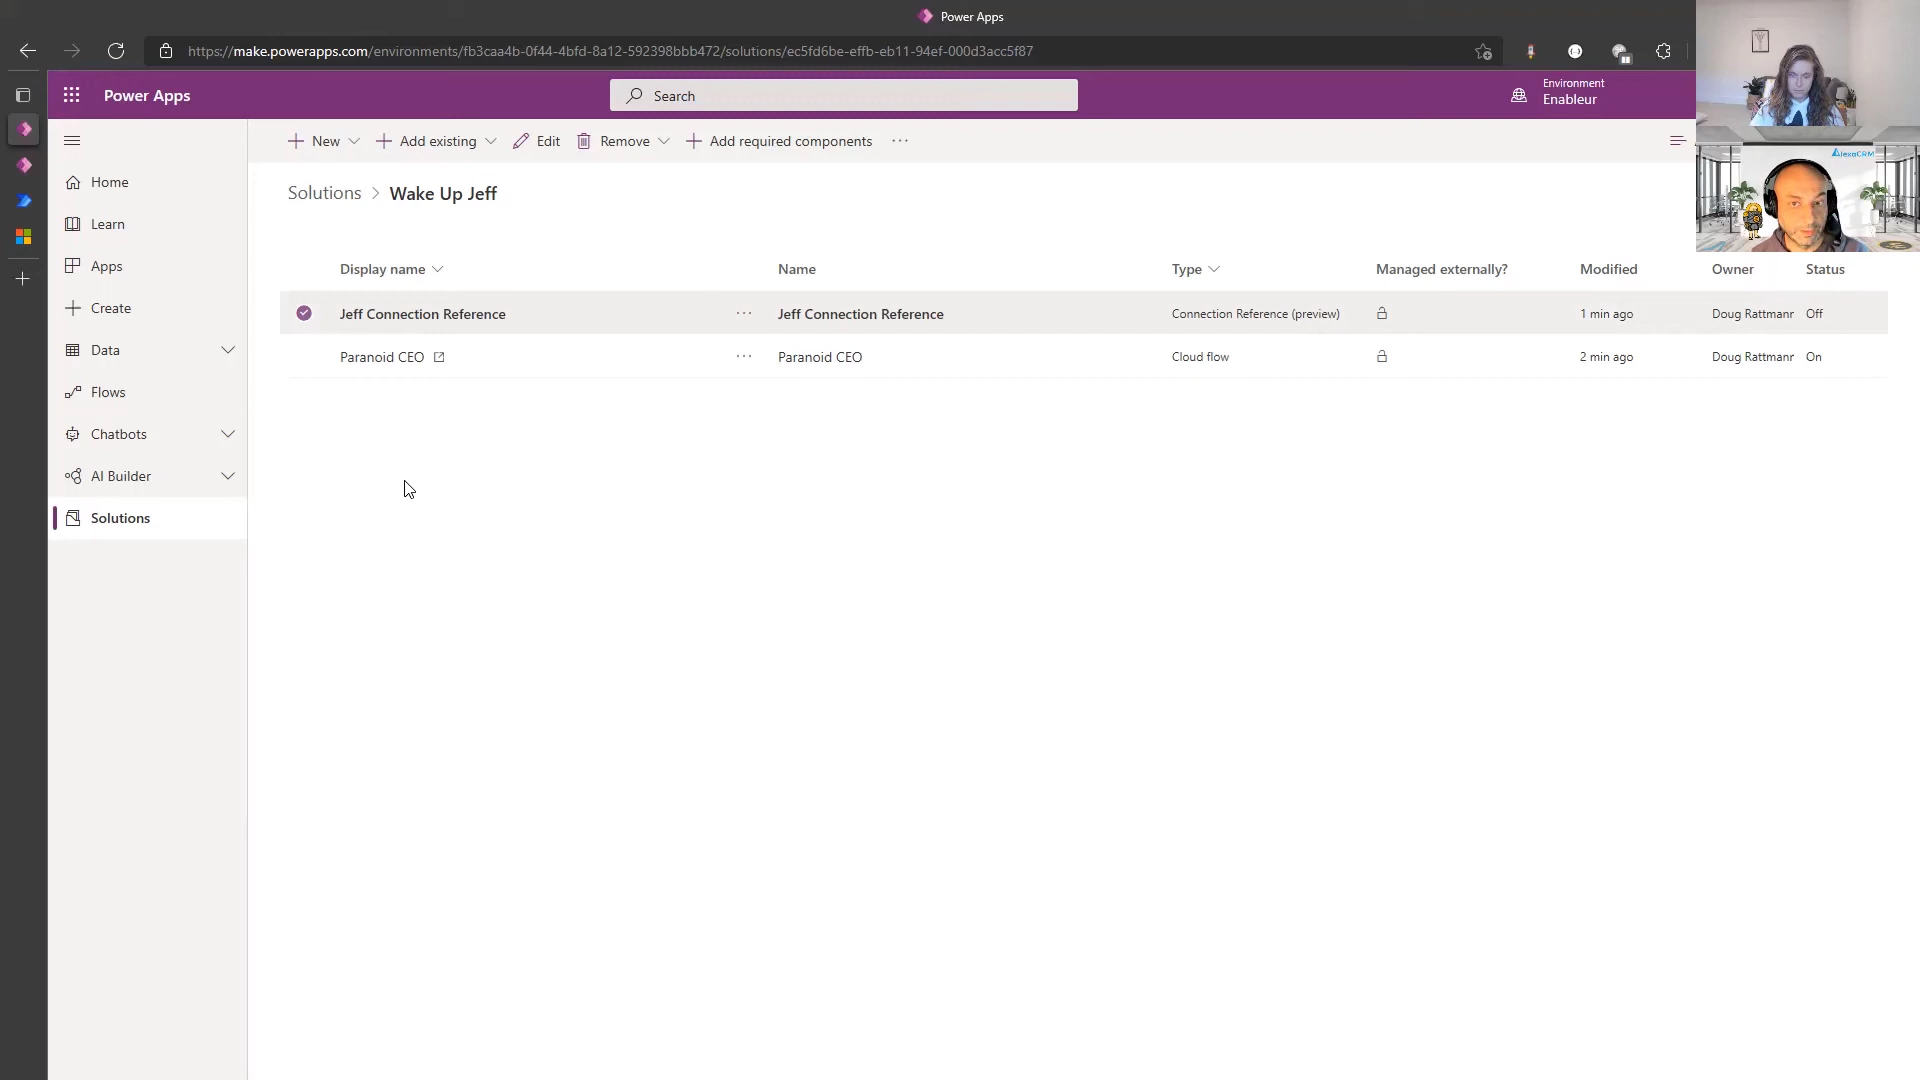 Power Apps
https://make.powerapps.com/environments/fb3caa4b-0f44-4bfd-8a12-592398bbb472/solutions/ec5fd6be-effb-eb11-94ef-000d3acc5f87
Power Apps
Search
Environment
Enableur
AlexaCRM
New
Add existing
Edit
Remove
Add required components
Home
Learn
Apps
Create
Data
Flows
Chatbots
AI Builder
Solutions
Solutions > Wake Up Jeff
Display name Name Type Managed externally? Modified Owner Status
Jeff Connection Reference Jeff Connection Reference Connection Reference (preview) 1 min ago Doug Rattmanr Off
Paranoid CEO Paranoid CEO Cloud flow 2 min ago Doug Rattmanr On